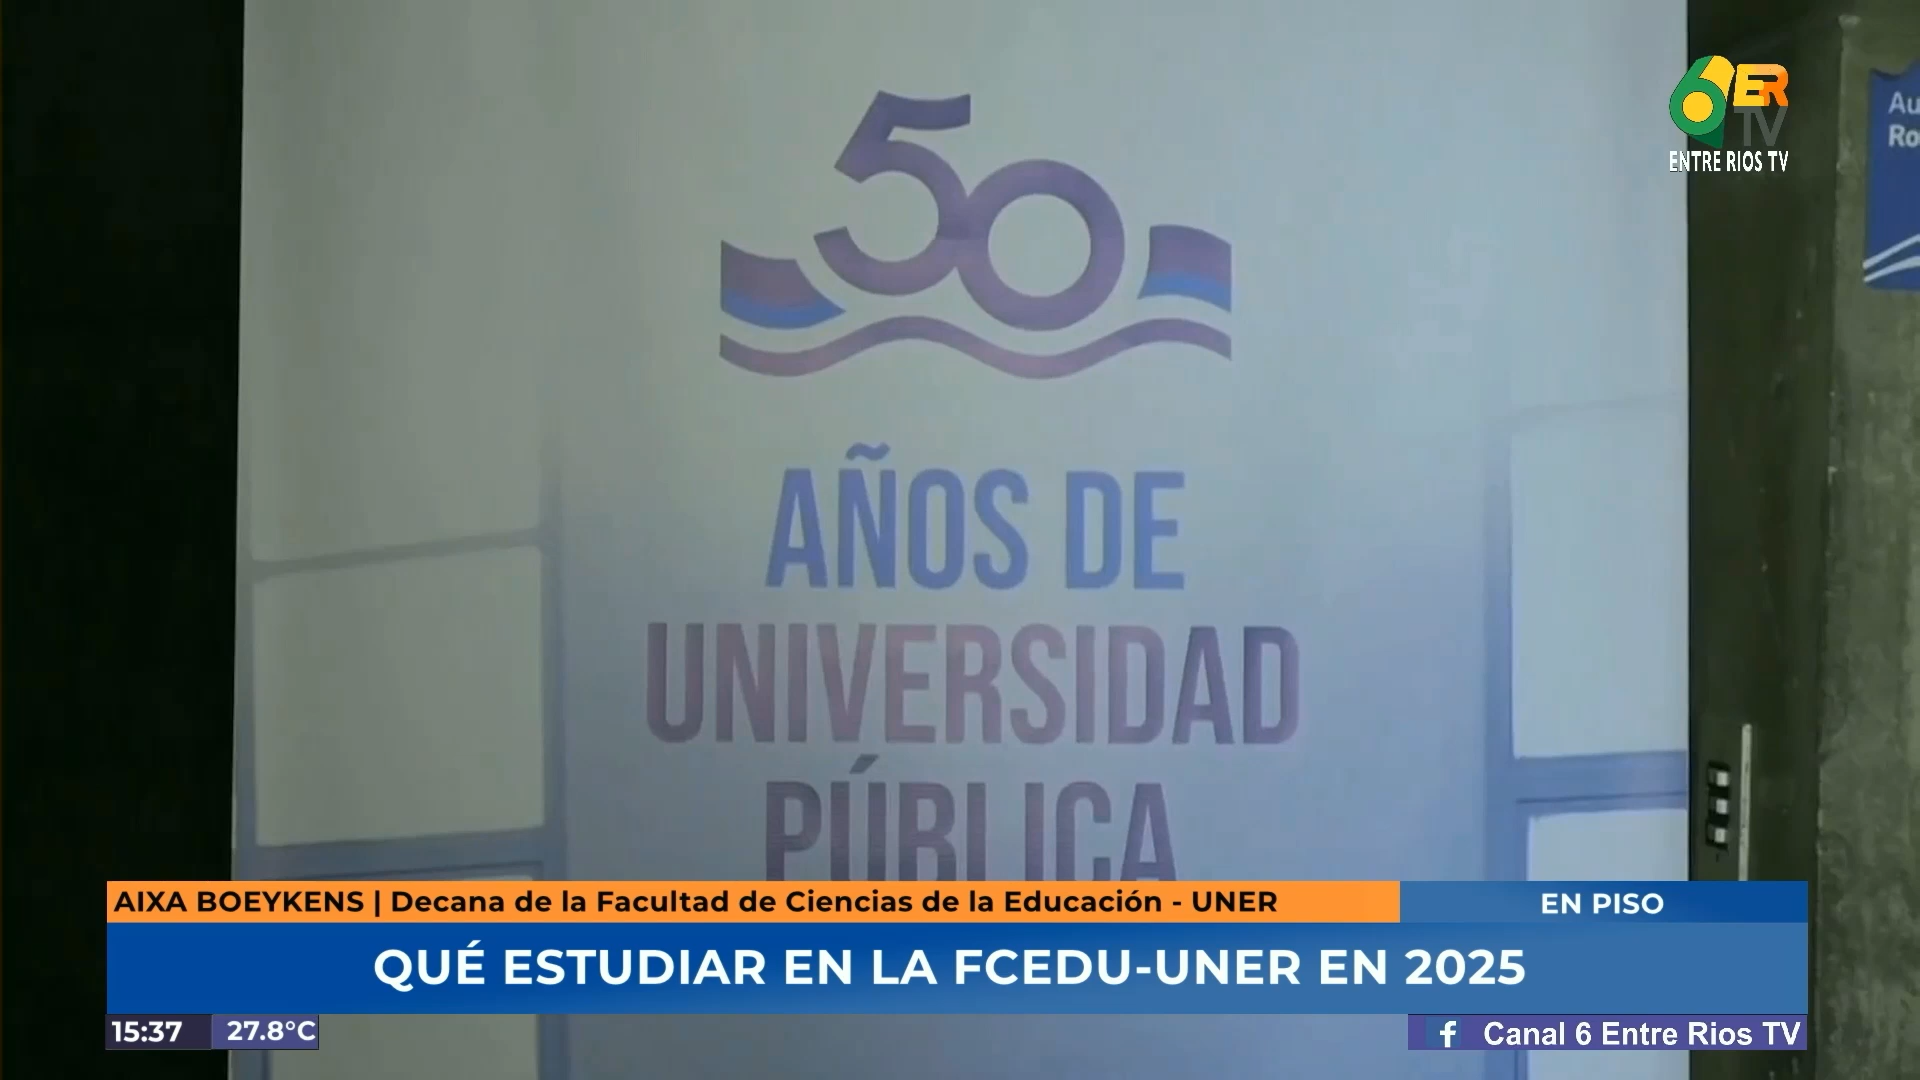 50
AÑOS DE
UNIVERSIDAD
PÚBLICA
6ER
TV
ENTRE RIOS TV
AIXA BOEYKENS | Decana de la Facultad de Ciencias de la Educación - UNER
EN PISO
QUÉ ESTUDIAR EN LA FCEDU-UNER EN 2025
15:37
27.8°C
Canal 6 Entre Rios TV